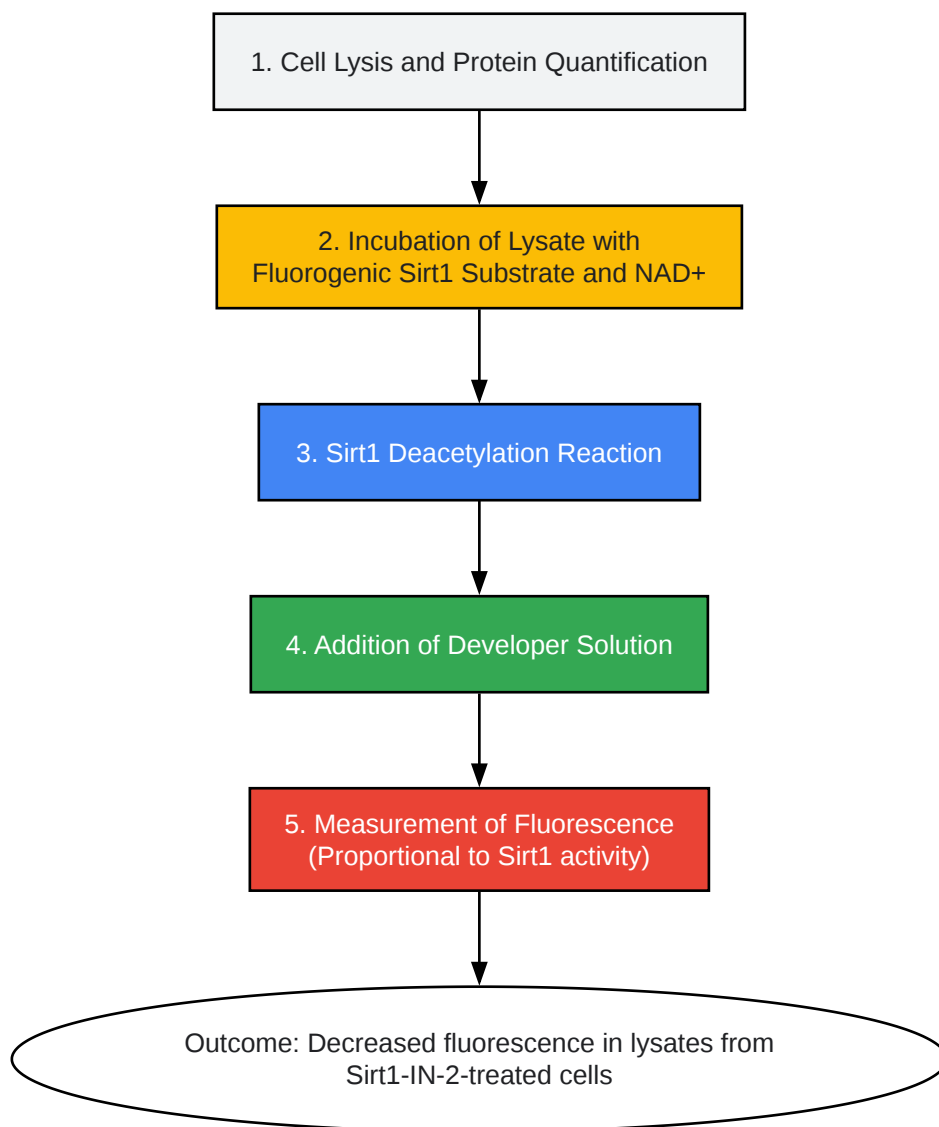 1. Cell Lysis and Protein Quantification
2. Incubation of Lysate with
Fluorogenic Sirt1 Substrate and NAD+
3. Sirt1 Deacetylation Reaction
4. Addition of Developer Solution
5. Measurement of Fluorescence
(Proportional to Sirt1 activity)
Outcome: Decreased fluorescence in lysates from
Sirt1-IN-2-treated cells